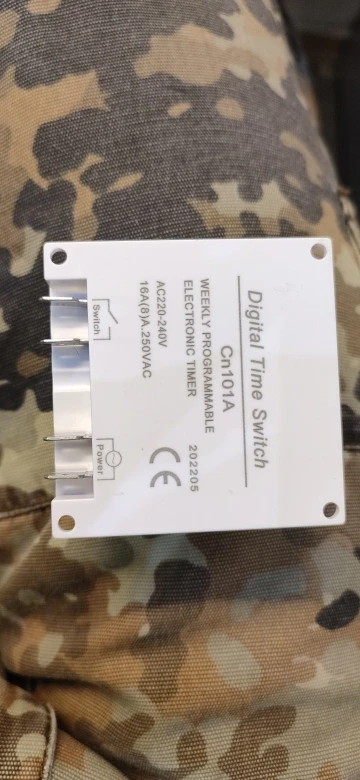 Digital Time Switch
Cn101A
WEEKLY PROGRAMMABLE
ELECTRONIC TIMER
202205
CE
AC220-240V
16A(8)A.250VAC
Switch
Power